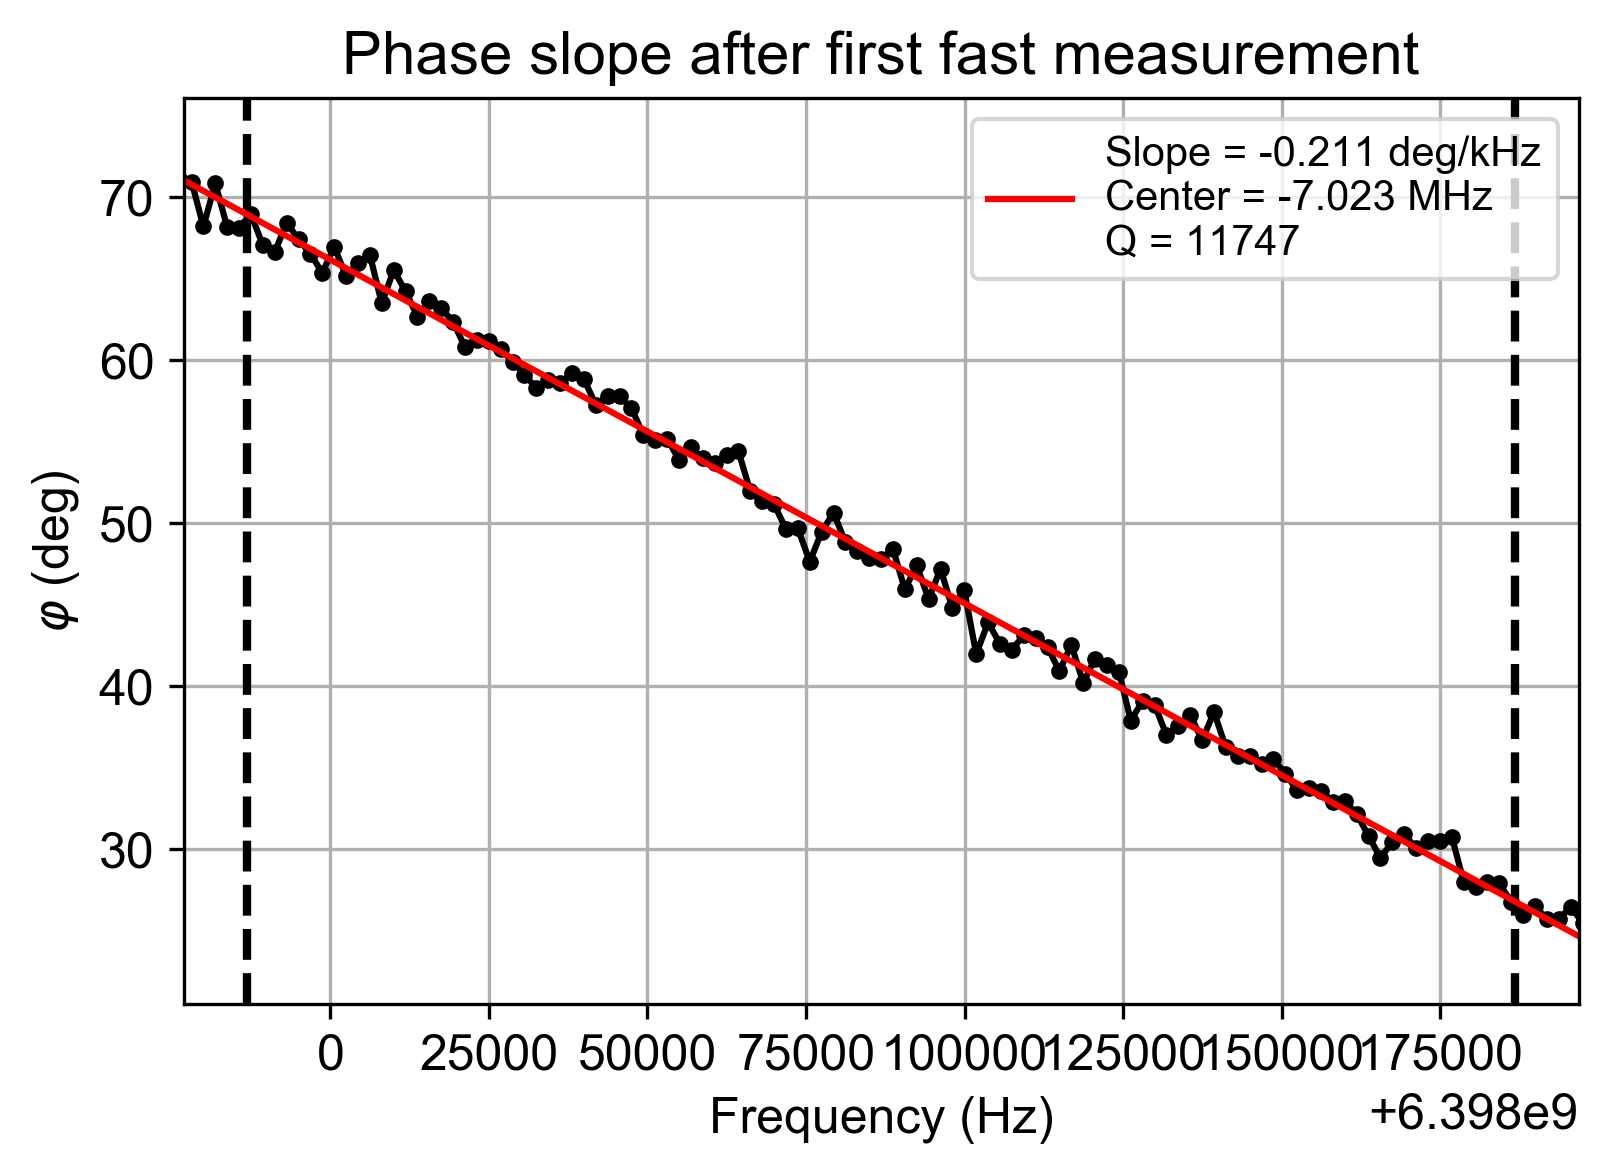 Phase slope after first fast measurement
Slope = -0.211 deg/kHz
Center = -7.023 MHz
Q = 11747
70
60
50
40
30
φ (deg)
0 25000 50000 75000 100000 125000 150000 175000
Frequency (Hz)
+6.398e9